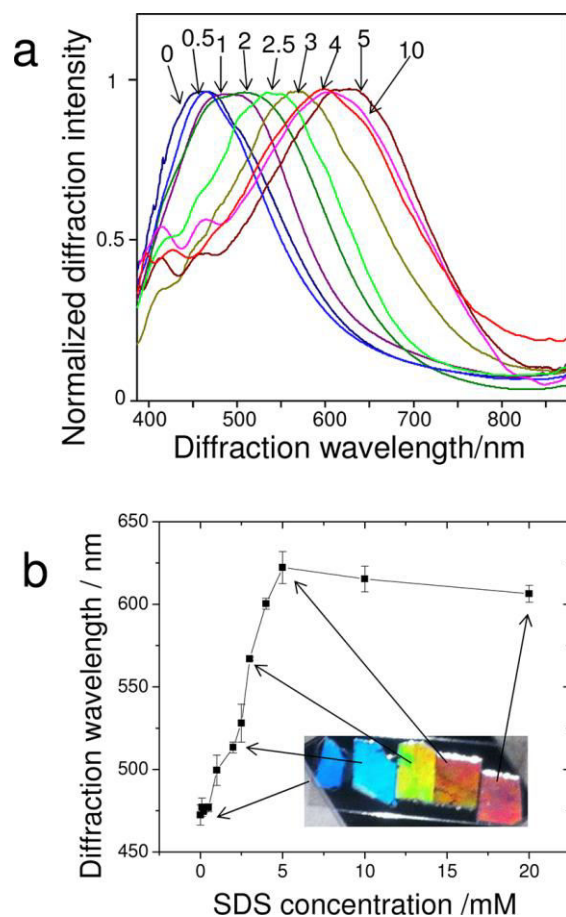 a
0 0.5 1 2 2.5 3 4 5 10
Normalized diffraction intensity
1
0.5
0
400 500 600 700 800
Diffraction wavelength/nm
b
Diffraction wavelength / nm
650
600
550
500
450
0 5 10 15 20
SDS concentration /mM